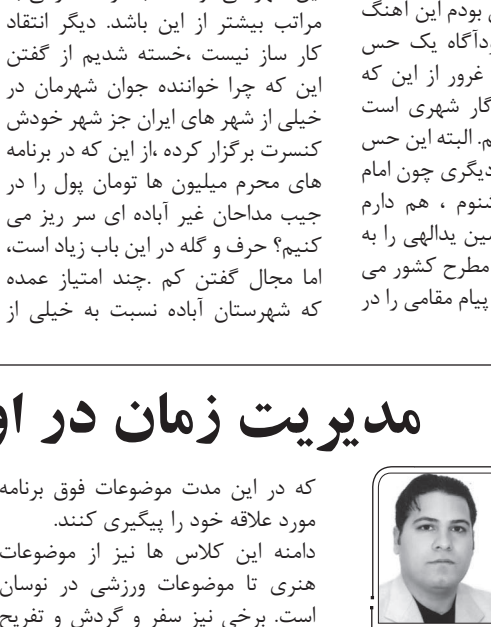 بودم این آهنگ
ودآگاه یک حس
غرور از این که
گار شهری است
م. البته این حس
دیگری چون امام
شنوم ، هم دارم
سین یدالهی را به
مطرح کشور می
پیام مقامی را در
مراتب بیشتر از این باشد. دیگر انتقاد
کار ساز نیست ،خسته شدیم از گفتن
این که چرا خواننده جوان شهرمان در
خیلی از شهر های ایران جز شهر خودش
کنسرت برگزار کرده ،از این که در برنامه
های محرم میلیون ها تومان پول را در
جیب مداحان غیر آباده ای سر ریز می
کنیم؟ حرف و گله در این باب زیاد است،
اما مجال گفتن کم .چند امتیاز عمده
که شهرستان آباده نسبت به خیلی از
مدیریت زمان در او
که در این مدت موضوعات فوق برنامه
مورد علاقه خود را پیگیری کنند.
دامنه این کلاس ها نیز از موضوعات
هنری تا موضوعات ورزشی در نوسان
است. برخی نیز سفر و گردش و تفریح